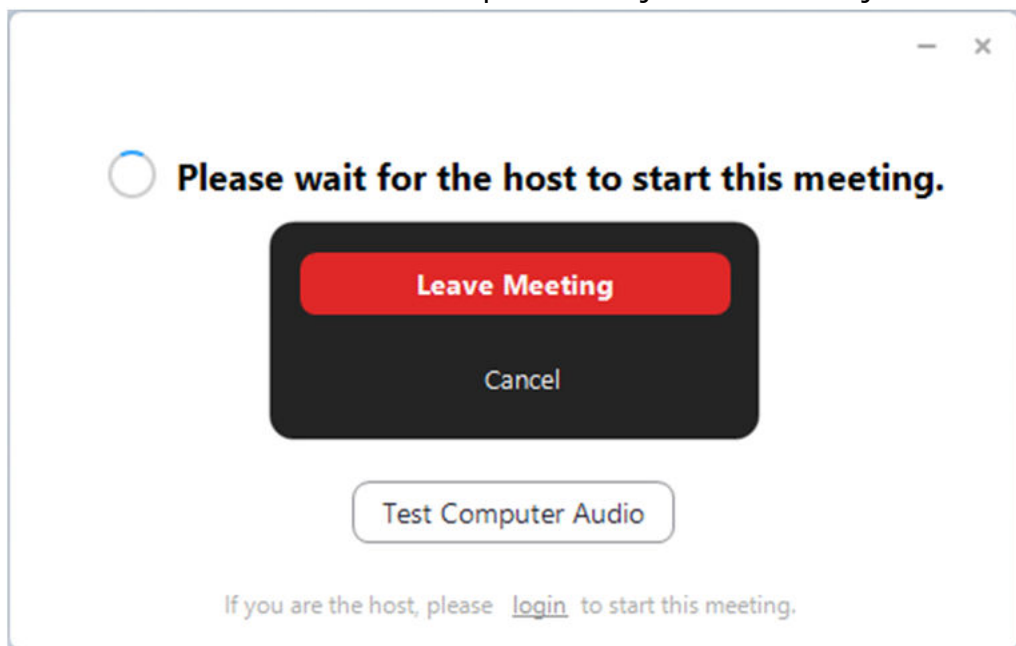 Please wait for the host to start this meeting.
Leave Meeting
Cancel
Test Computer Audio
If you are the host, please login to start this meeting.